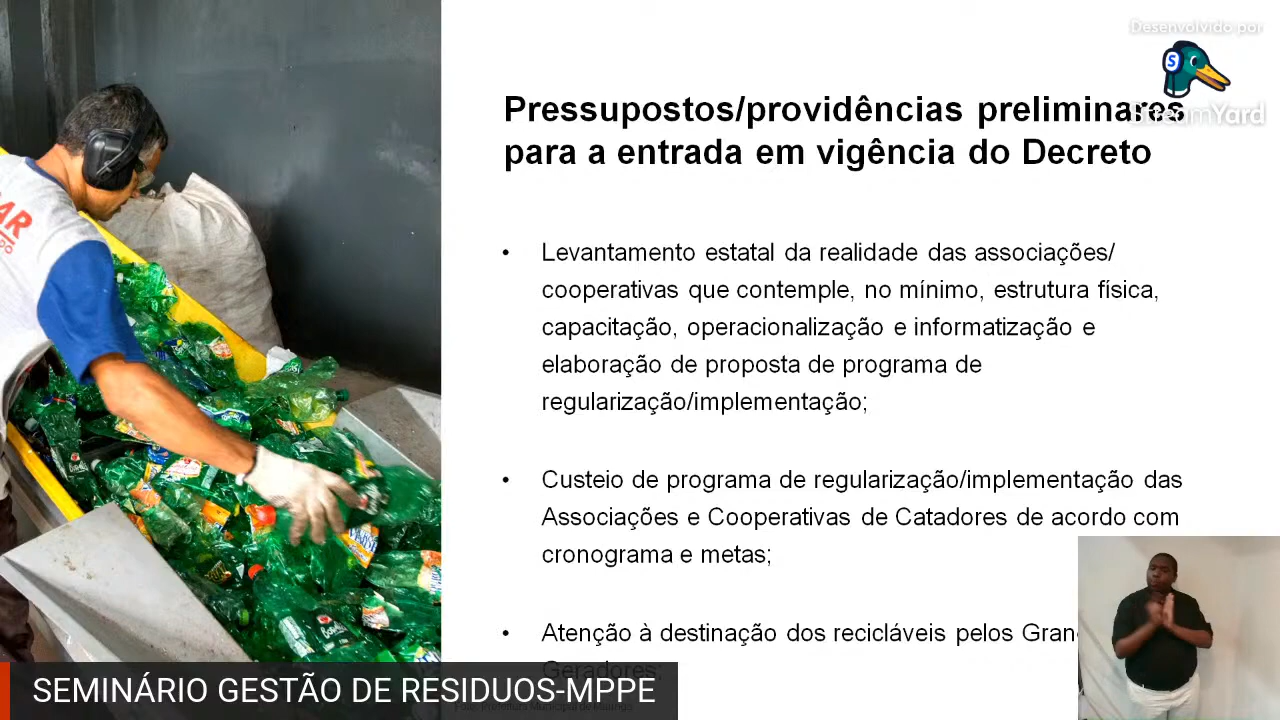 Desenvolvido por
StreamYard
Pressupostos/providências preliminares
para a entrada em vigência do Decreto
• Levantamento estatal da realidade das associações/
cooperativas que contemple, no mínimo, estrutura física,
capacitação, operacionalização e informatização e
elaboração de proposta de programa de
regularização/implementação;
• Custeio de programa de regularização/implementação das
Associações e Cooperativas de Catadores de acordo com
cronograma e metas;
• Atenção à destinação dos recicláveis pelos
Geradores;
SEMINÁRIO GESTÃO DE RESIDUOS-MPPE